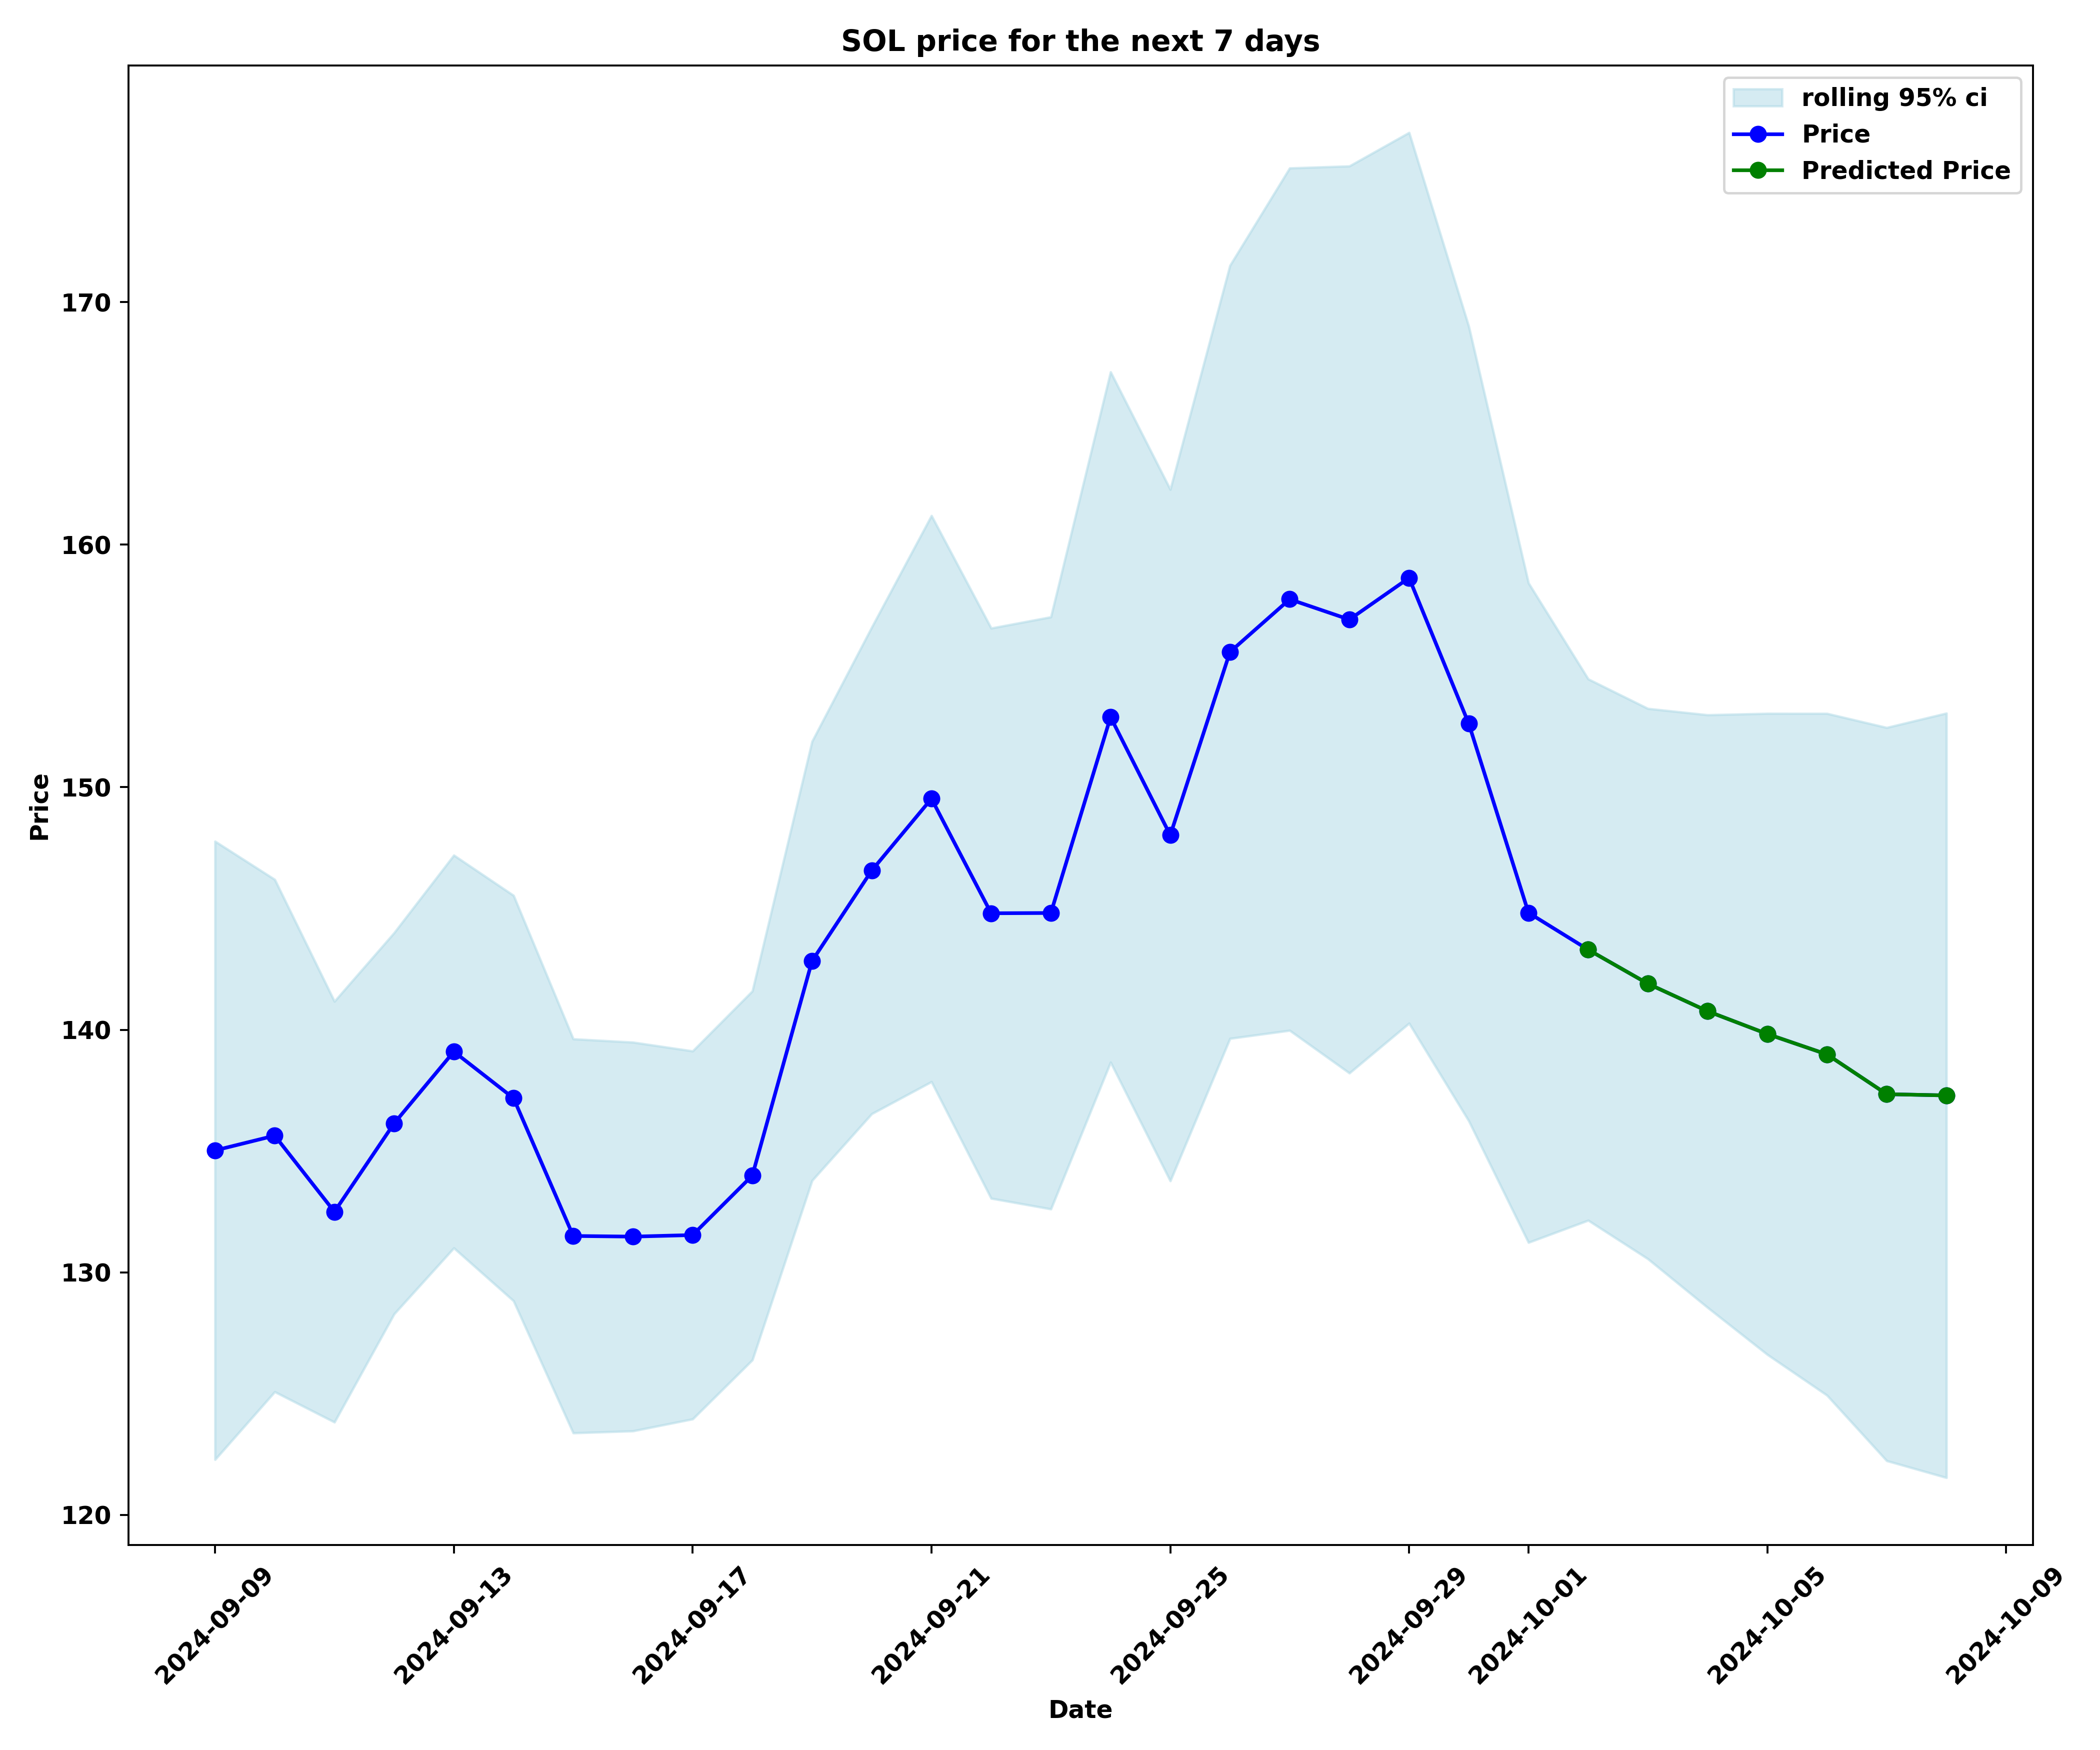 SOL price for the next 7 days
rolling 95% ci
Price
Predicted Price
170
160
150
140
130
120
Price
2024-09-09
2024-09-13
2024-09-17
2024-09-21
2024-09-25
2024-09-29
2024-10-01
2024-10-05
2024-10-09
Date